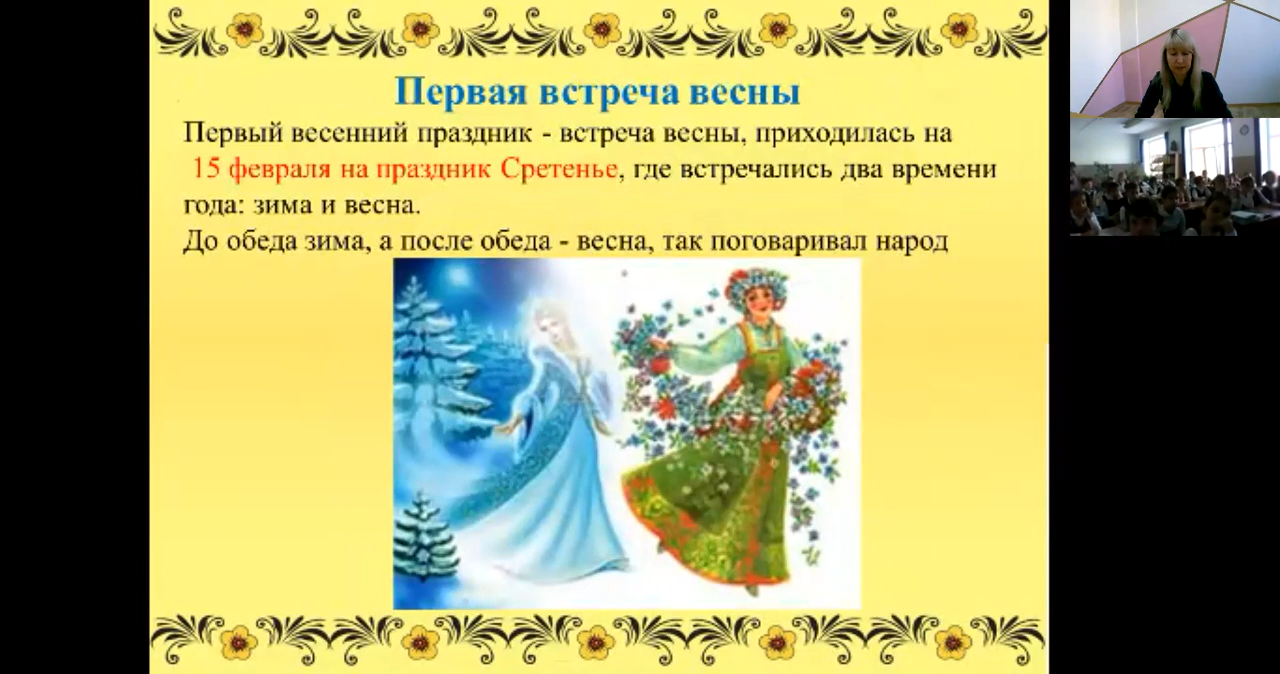 Первая встреча весны
Первый весенний праздник - встреча весны, приходилась на
15 февраля на праздник Сретенье, где встречались два времени
года: зима и весна.
До обеда зима, а после обеда - весна, так поговаривал народ